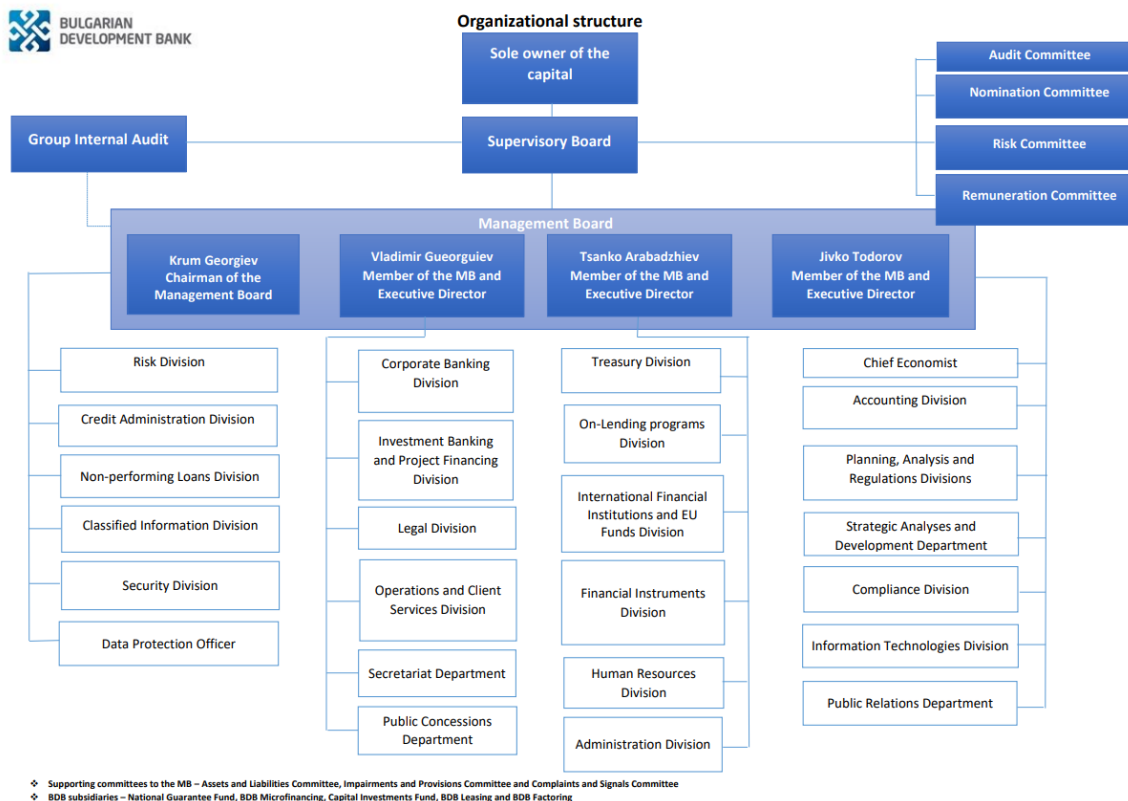 BULGARIAN
DEVELOPMENT BANK
Organizational structure
Sole owner of the
capital
Audit Committee
Nomination Committee
Group Internal Audit
Supervisory Board
Risk Committee
Remuneration Committee
Management Board
Krum Georgiev
Chairman of the
Management Board
Vladimir Gueorguiev
Member of the MB and
Executive Director
Tsanko Arabadzhiev
Member of the MB and
Executive Director
Jivko Todorov
Member of the MB and
Executive Director
Risk Division
Credit Administration Division
Non-performing Loans Division
Classified Information Division
Security Division
Data Protection Officer
Corporate Banking
Division
Investment Banking
and Project Financing
Division
Legal Division
Operations and Client
Services Division
Secretariat Department
Public Concessions
Department
Treasury Division
On-Lending programs
Division
International Financial
Institutions and EU
Funds Division
Financial Instruments
Division
Human Resources
Division
Administration Division
Chief Economist
Accounting Division
Planning, Analysis and
Regulations Divisions
Strategic Analyses and
Development Department
Compliance Division
Information Technologies Division
Public Relations Department
❖ Supporting committees to the MB – Assets and Liabilities Committee, Impairments and Provisions Committee and Complaints and Signals Committee
❖ BDB subsidiaries – National Guarantee Fund, BDB Microfinancing, Capital Investments Fund, BDB Leasing and BDB Factoring